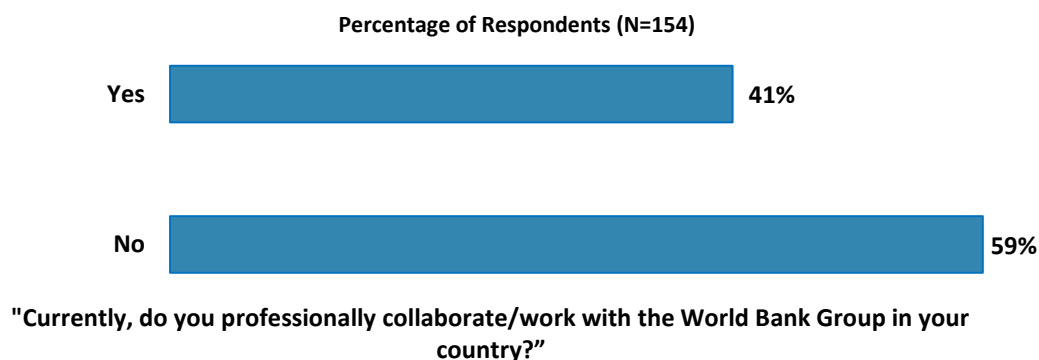 Percentage of Respondents (N=154)
Yes
41%
No
59%
"Currently, do you professionally collaborate/work with the World Bank Group in your
country?”